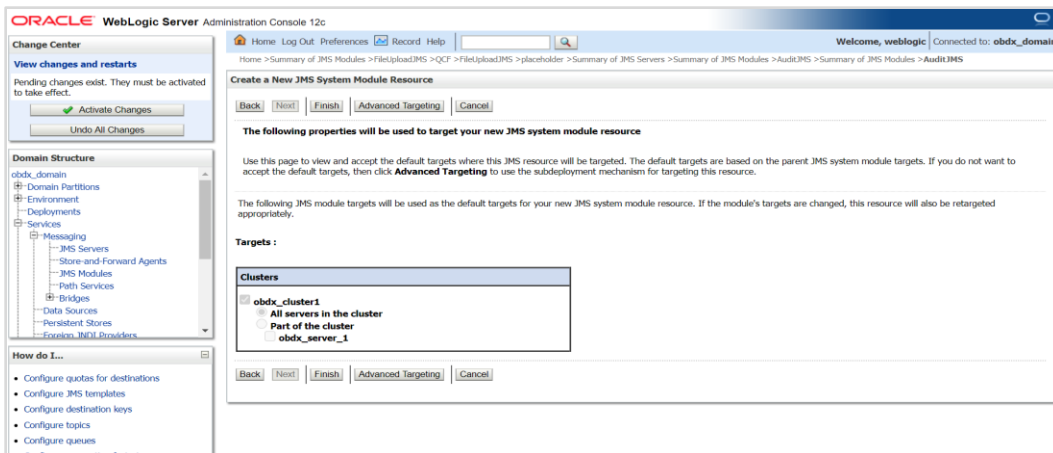 ORACLE WebLogic Server Administration Console 12c
Change Center
View changes and restarts
Pending changes exist. They must be activated
to take effect.
Activate Changes
Undo All Changes
Domain Structure
obdx_domain
Domain Partitions
Environment
Deployments
Services
Messaging
JMS Servers
Store-and-Forward Agents
JMS Modules
Path Services
Bridges
Data Sources
Persistent Stores
Foreign JNDI Providers
How do I...
Configure quotas for destinations
Configure JMS templates
Configure destination keys
Configure topics
Configure queues
Home Log Out Preferences Record Help
Welcome, weblogic Connected to: obdx_domain
Home >Summary of JMS Modules >FileUploadJMS >QCF >FileUploadJMS >placeholder >Summary of JMS Servers >Summary of JMS Modules >AuditJMS >Summary of JMS Modules >AuditJMS
Create a New JMS System Module Resource
Back Next Finish Advanced Targeting Cancel
The following properties will be used to target your new JMS system module resource
Use this page to view and accept the default targets where this JMS resource will be targeted. The default targets are based on the parent JMS system module targets. If you do not want to
accept the default targets, then click Advanced Targeting to use the subdeployment mechanism for targeting this resource.
The following JMS module targets will be used as the default targets for your new JMS system module resource. If the module's targets are changed, this resource will also be retargeted
appropriately.
Targets :
Clusters
obdx_cluster1
All servers in the cluster
Part of the cluster
obdx_server_1
Back Next Finish Advanced Targeting Cancel